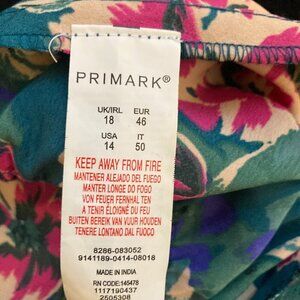 PRIMARK®
UK/IRL EUR
18 46
USA IT
14 50
KEEP AWAY FROM FIRE
MANTENER ALEJADO DEL FUEGO
MANTER LONGE DO FOGO
VON FEUER FERNHALTEN
A TENIR ÉLOIGNÉ DU FEU
BUITEN BEREIK VAN VUUR HOUDEN
TENERE LONTANO DAL FUOCO
8286-083052
9141189-0414-08018
MADE IN INDIA
RN CODE:145478
1117190437
2505308